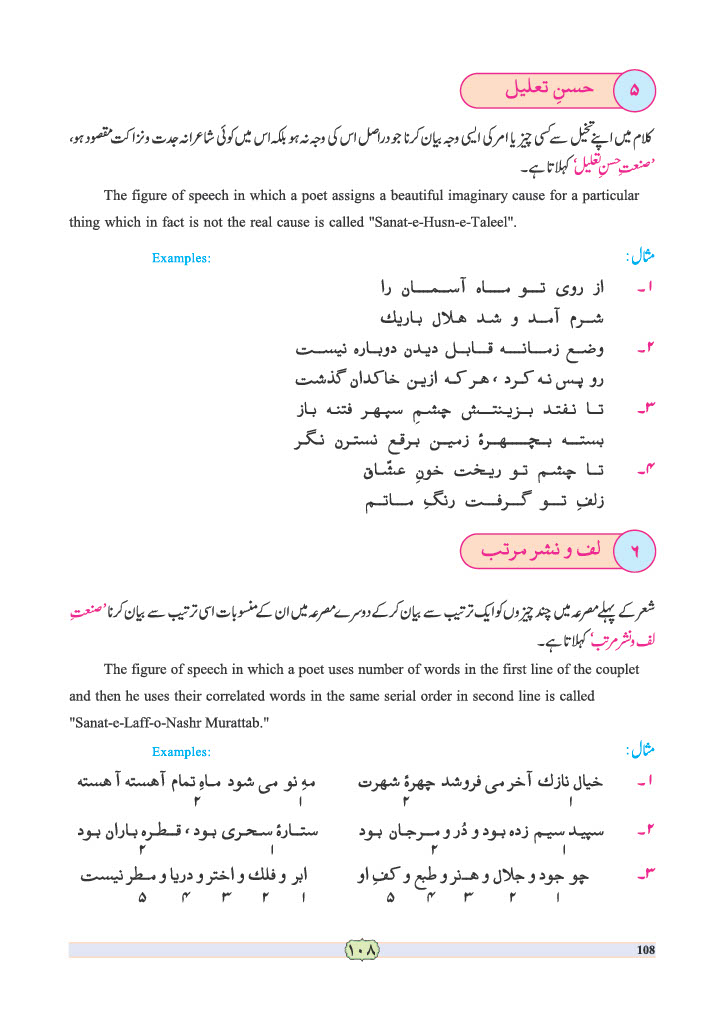 ۵ حسنِ تعلیل
کلام میں اپنے تخیل سے کسی چیز یا امر کی ایسی وجہ بیان کرنا جو دراصل اس کی وجہ نہ ہو بلکہ اس میں کوئی شاعرانہ جدت و نزاکت مقصود ہو،
’صنعتِ حسنِ تعلیل‘ کہلاتا ہے۔
The figure of speech in which a poet assigns a beautiful imaginary cause for a particular
thing which in fact is not the real cause is called "Sanat-e-Husn-e-Taleel".
Examples: مثال:
۱۔ از روی تو ماہ آسمان را
شرم آمد و شد هلال باریك
۲۔ وضع زمانه قابل دیدن دوباره نیست
رو پس نه کرد ، هر که ازین خاکدان گذشت
۳۔ تا نفتد بزینتش چشمِ سپهر فتنه باز
بسته بچهرۂ زمین برقع نسترن نگر
۴۔ تا چشم تو ریخت خونِ عشّاق
زلفِ تو گرفت رنگِ ماتم
۶ لف و نشر مرتب
شعر کے پہلے مصرعہ میں چند چیزوں کو ایک ترتیب سے بیان کرکے دوسرے مصرعہ میں ان کے منسوبات اسی ترتیب سے بیان کرنا ’صنعتِ
لف و نشر مرتب‘ کہلاتا ہے۔
The figure of speech in which a poet uses number of words in the first line of the couplet
and then he uses their correlated words in the same serial order in second line is called
"Sanat-e-Laff-o-Nashr Murattab."
Examples: مثال:
۱۔ خیال نازك آخر می فروشد چهرۂ شهرت مهِ نو می شود ماهِ تمام آهسته آهسته
۱ ۲ ۱ ۲
۲۔ سپید سیم زده بود و دُر و مرجان بود ستارۂ سحری بود ، قطره باران بود
۱ ۲ ۱ ۲
۳۔ چو جود و جلال و هنر و طبع و کفِ او ابر و فلك و اختر و دریا و مطر نیست
۱ ۲ ۳ ۴ ۵ ۱ ۲ ۳ ۴ ۵
۱۰۸ 108